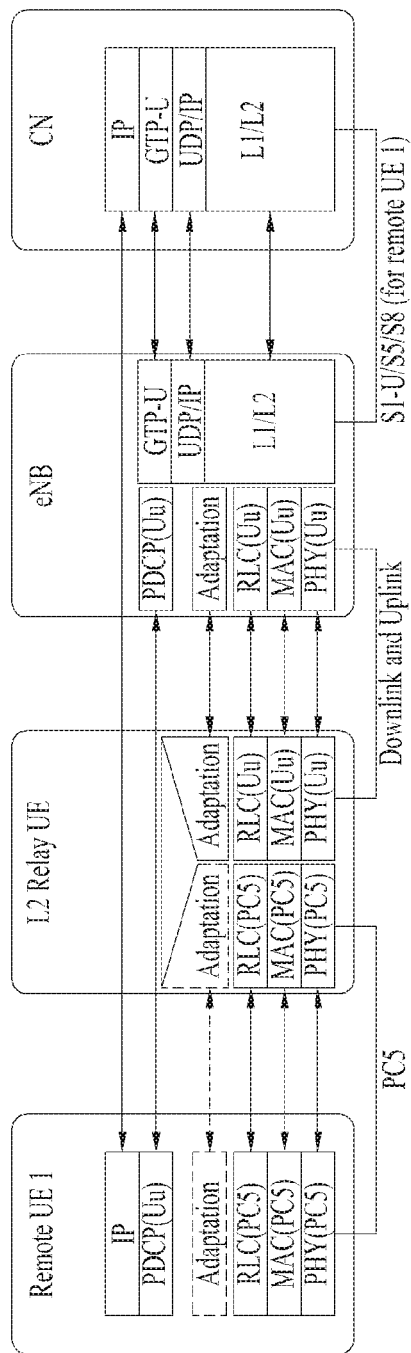 Remote UE 1
IP
PDCP(Uu)
Adaptation
RLC(PC5)
MAC(PC5)
PHY(PC5)
PC5
L2 Relay UE
Adaptation
RLC(PC5)
MAC(PC5)
PHY(PC5)
Adaptation
RLC(Uu)
MAC(Uu)
PHY(Uu)
Downlink and Uplink
eNB
PDCP(Uu)
Adaptation
RLC(Uu)
MAC(Uu)
PHY(Uu)
GTP-U
UDP/IP
L1/L2
S1-U/S5/S8 (for remote UE 1)
CN
IP
GTP-U
UDP/IP
L1/L2